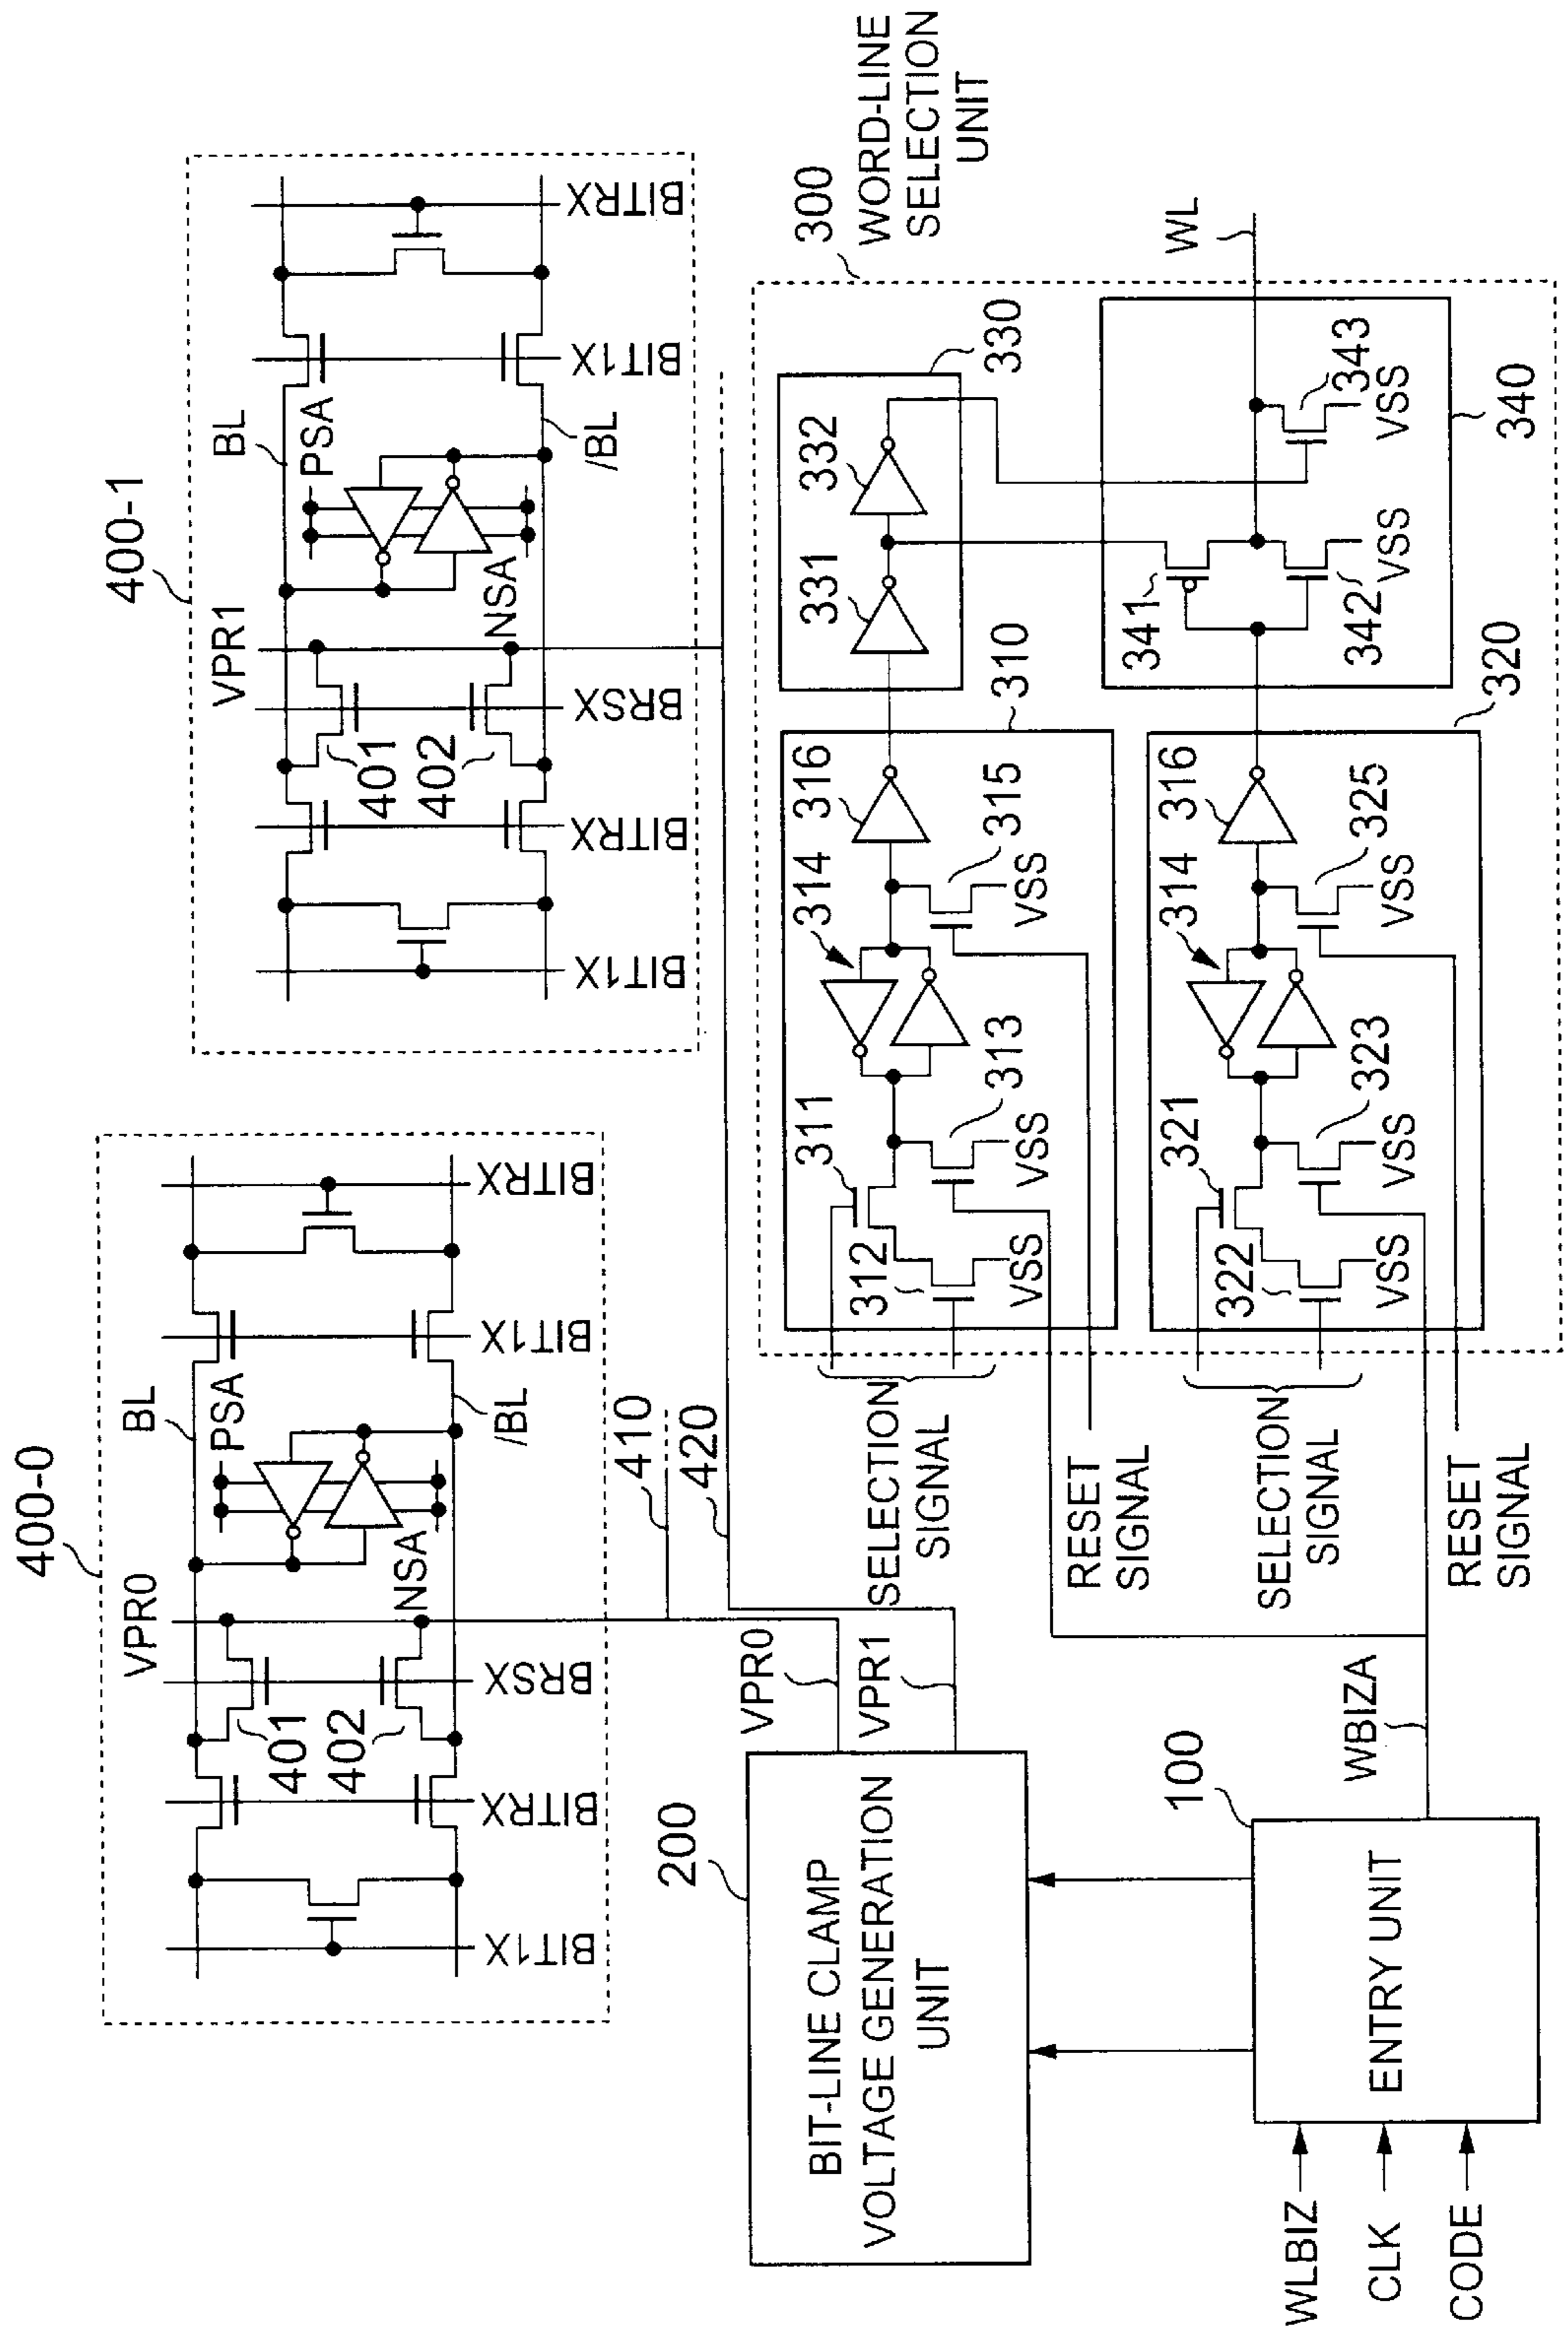 400-0
VPR0
BL
PSA
NSA
/BL
401
402
BIT1X
BITRX
BRSX
BIT1X
BITRX
400-1
VPR1
BL
PSA
NSA
/BL
401
402
BIT1X
BITRX
BRSX
BIT1X
BITRX
410
420
200
BIT-LINE CLAMP
VOLTAGE GENERATION
UNIT
VPR0
VPR1
100
ENTRY UNIT
WLBIZ
CLK
CODE
WBIZA
300
WORD-LINE
SELECTION
UNIT
SELECTION
SIGNAL
RESET
SIGNAL
SELECTION
SIGNAL
RESET
SIGNAL
310
311
312
VSS
313
VSS
314
315
VSS
316
320
321
322
VSS
323
VSS
314
325
VSS
316
330
331
332
340
341
342
VSS
343
VSS
WL